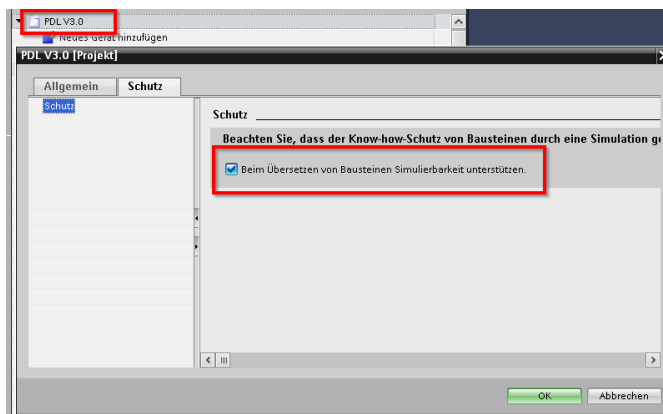 PDL V3.0
Neues Gerät hinzufügen
PDL V3.0 [Projekt]
Allgemein
Schutz
Schutz
Schutz
Beachten Sie, dass der Know-how-Schutz von Bausteinen durch eine Simulation
Beim Übersetzen von Bausteinen Simulierbarkeit unterstützen.
OK
Abbrechen